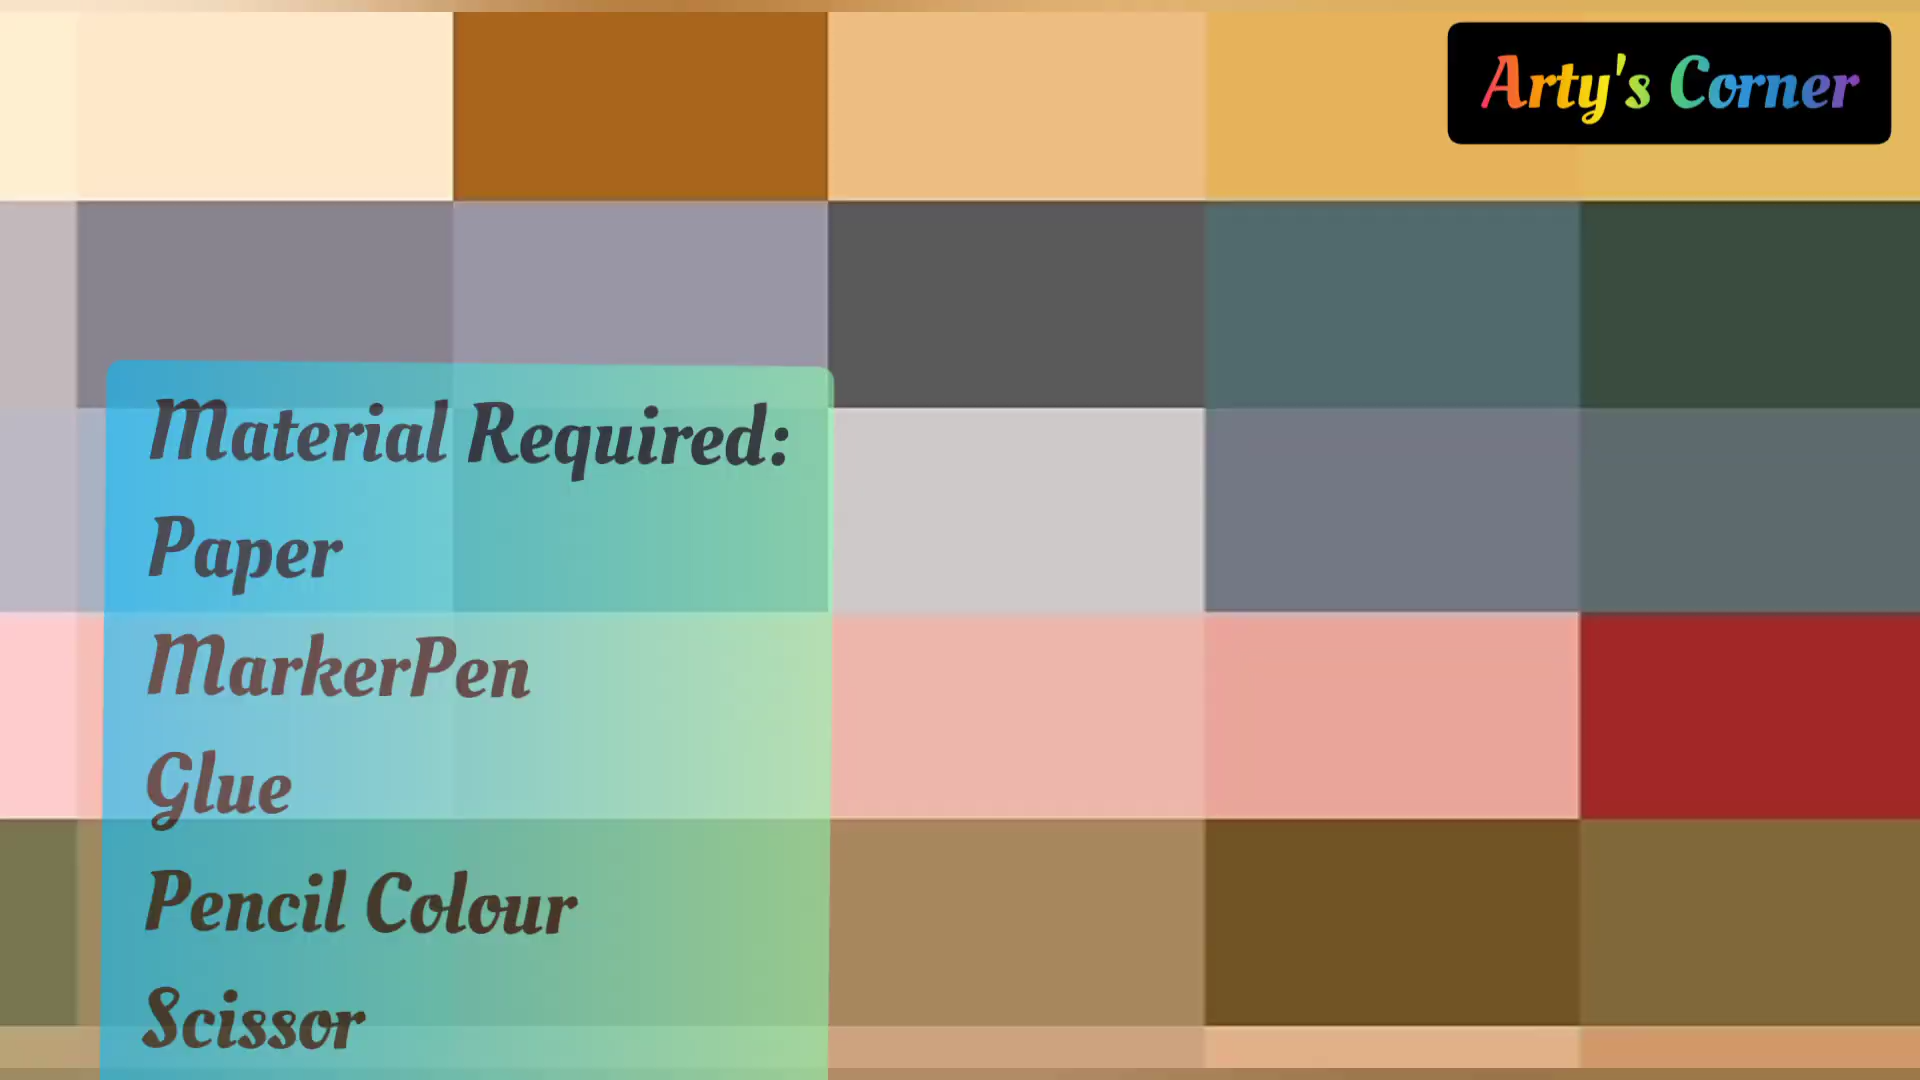 Arty's Corner
Material Required:
Paper
MarkerPen
Glue
Pencil Colour
Scissor